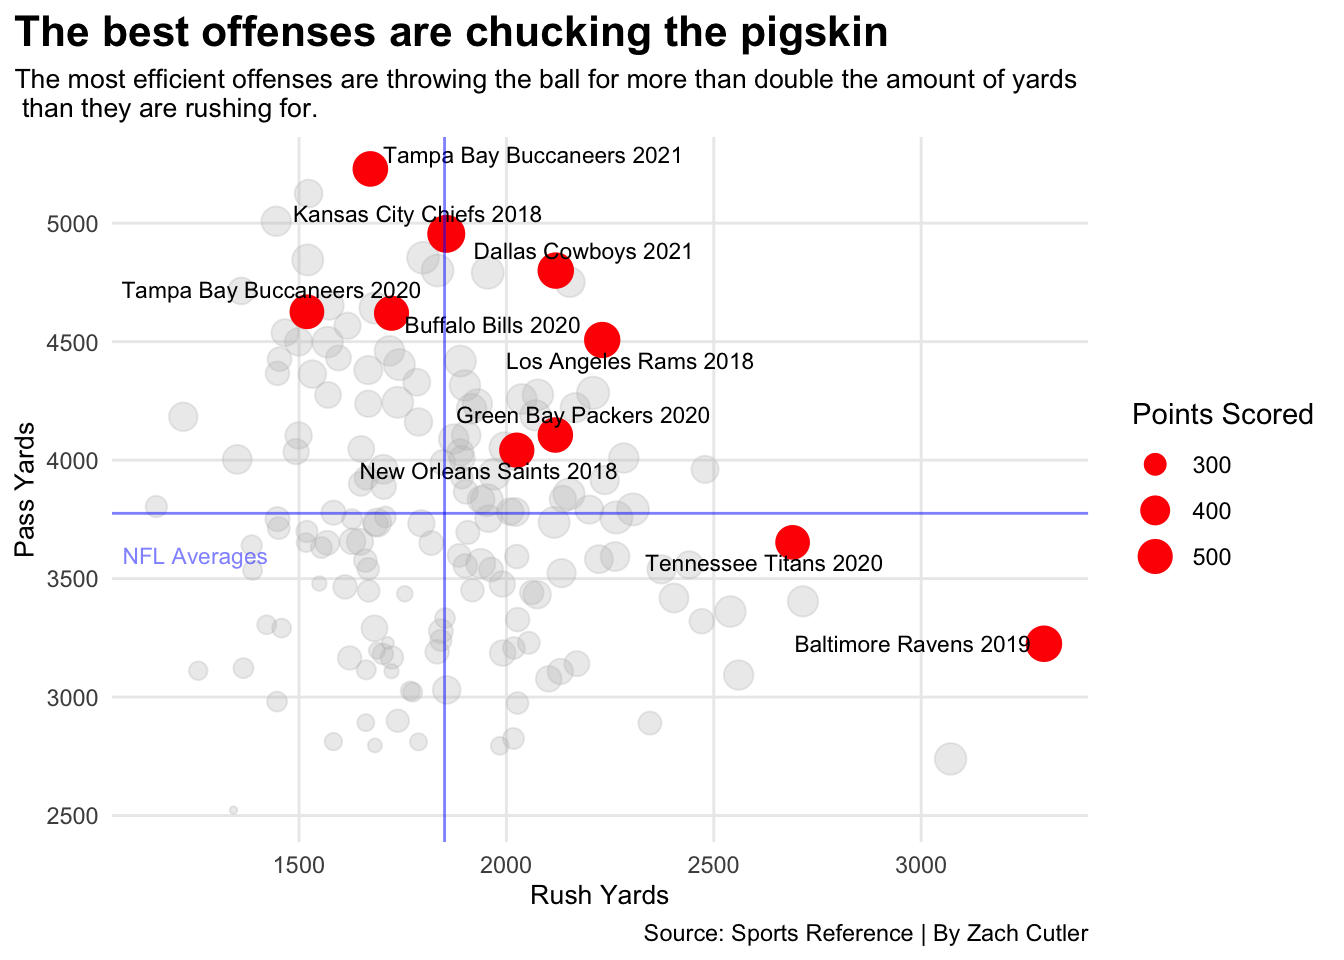 The best offenses are chucking the pigskin
The most efficient offenses are throwing the ball for more than double the amount of yards
than they are rushing for.
Tampa Bay Buccaneers 2021
Kansas City Chiefs 2018
Dallas Cowboys 2021
Tampa Bay Buccaneers 2020
Buffalo Bills 2020
Los Angeles Rams 2018
Green Bay Packers 2020
New Orleans Saints 2018
NFL Averages
Tennessee Titans 2020
Baltimore Ravens 2019
Pass Yards
5000
4500
4000
3500
3000
2500
1500
2000
2500
3000
Rush Yards
Points Scored
300
400
500
Source: Sports Reference | By Zach Cutler